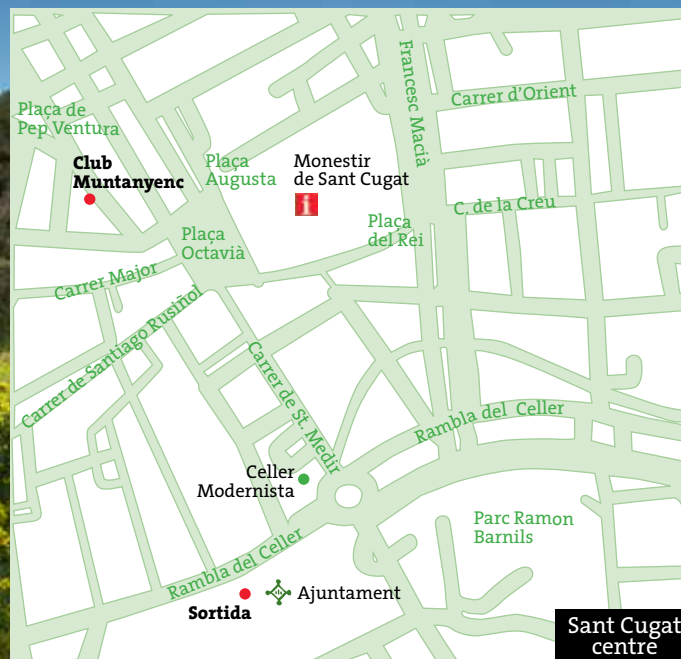 Francesc Macià
Carrer d'Orient
Plaça de
Pep Ventura
Club
Muntanyenc
Plaça
Augusta
Monestir
de Sant Cugat
i
C. de la Creu
Plaça
del Rei
Plaça
Octavià
Carrer Major
Carrer de Santiago Rusiñol
Carrer de St. Medir
Rambla del Celler
Celler
Modernista
Parc Ramon
Barnils
Rambla del Celler
Sortida
Ajuntament
Sant Cugat
centre